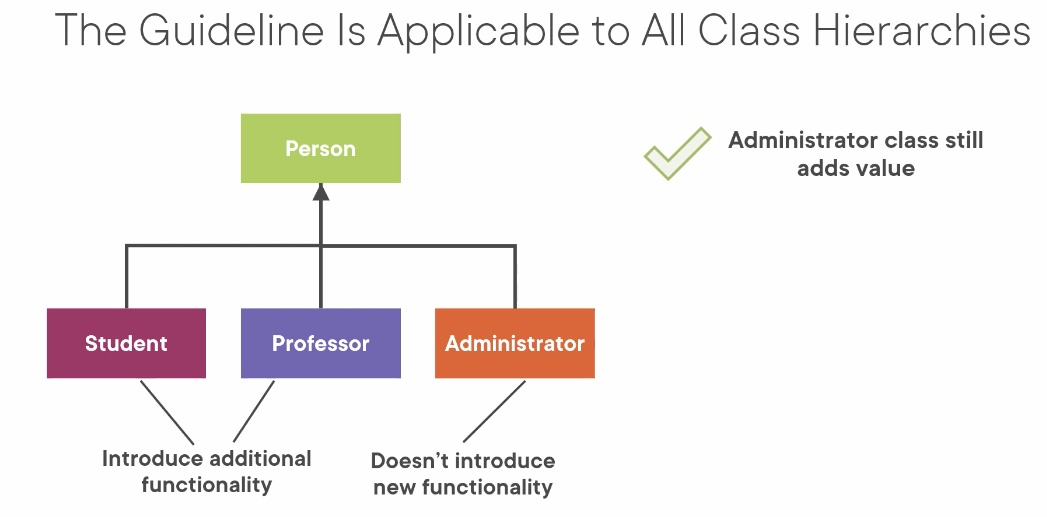 The Guideline Is Applicable to All Class Hierarchies
Person
Administrator class still
adds value
Student
Professor
Administrator
Introduce additional
functionality
Doesn't introduce
new functionality